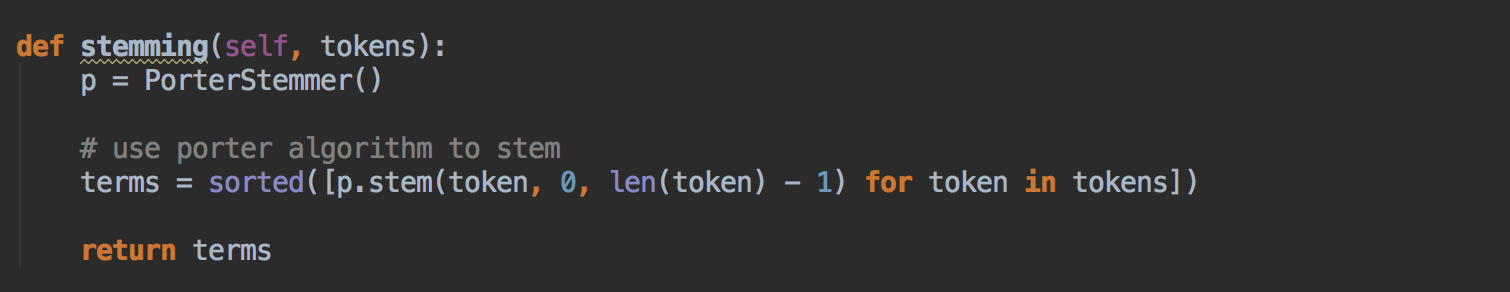 def stemming(self, tokens):
    p = PorterStemmer()
    # use porter algorithm to stem
    terms = sorted([p.stem(token, 0, len(token) - 1) for token in tokens])
    return terms